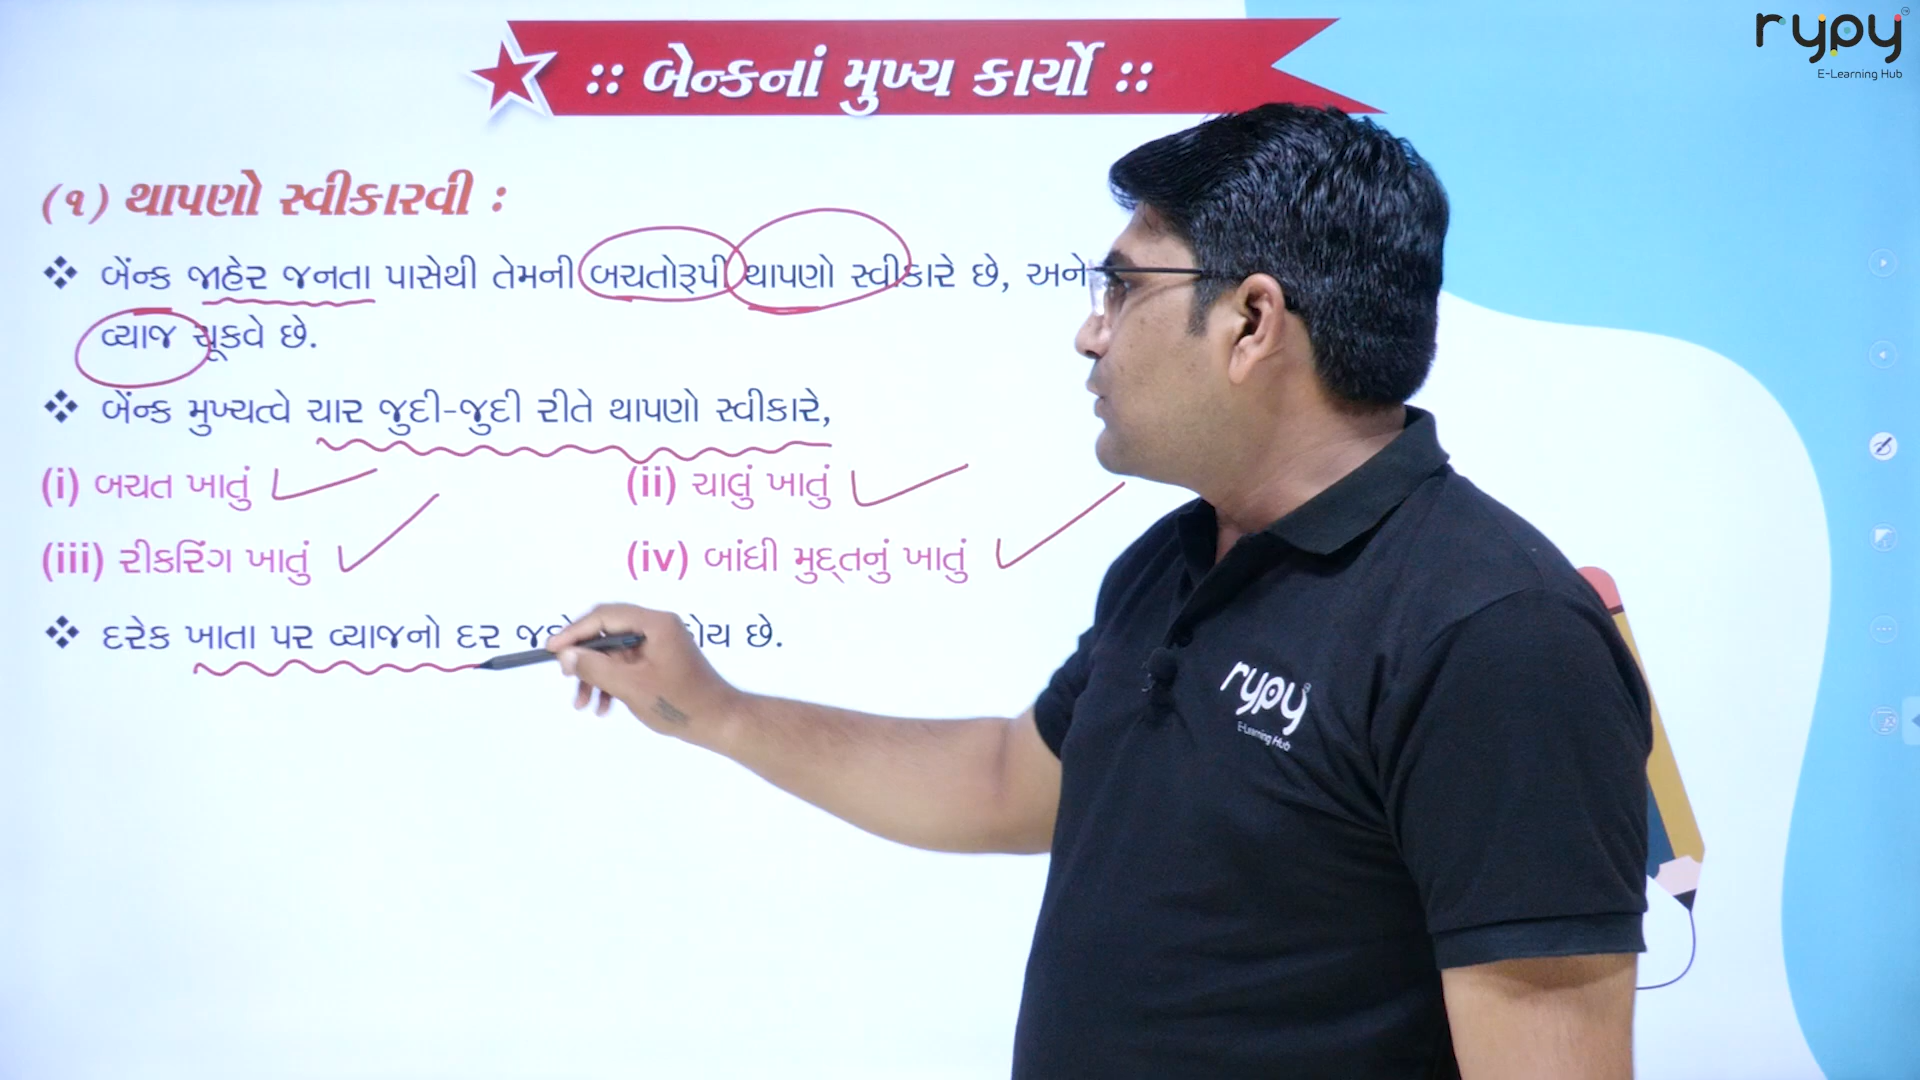 rypy
E-Learning Hub
:: બેન્કનાં મુખ્ય કાર્યો ::
(૧) થાપણો સ્વીકારવી :
❖ બેંન્ક જાહેર જનતા પાસેથી તેમની બચતોરૂપી થાપણો સ્વીકારે છે, અને
વ્યાજ ચૂકવે છે.
❖ બેંન્ક મુખ્યત્વે ચાર જુદી-જુદી રીતે થાપણો સ્વીકારે,
(i) બચત ખાતું (ii) ચાલું ખાતું
(iii) રીકરિંગ ખાતું (iv) બાંધી મુદ્દતનું ખાતું
❖ દરેક ખાતા પર વ્યાજનો દર છે.
rypy
E-Learning Hub